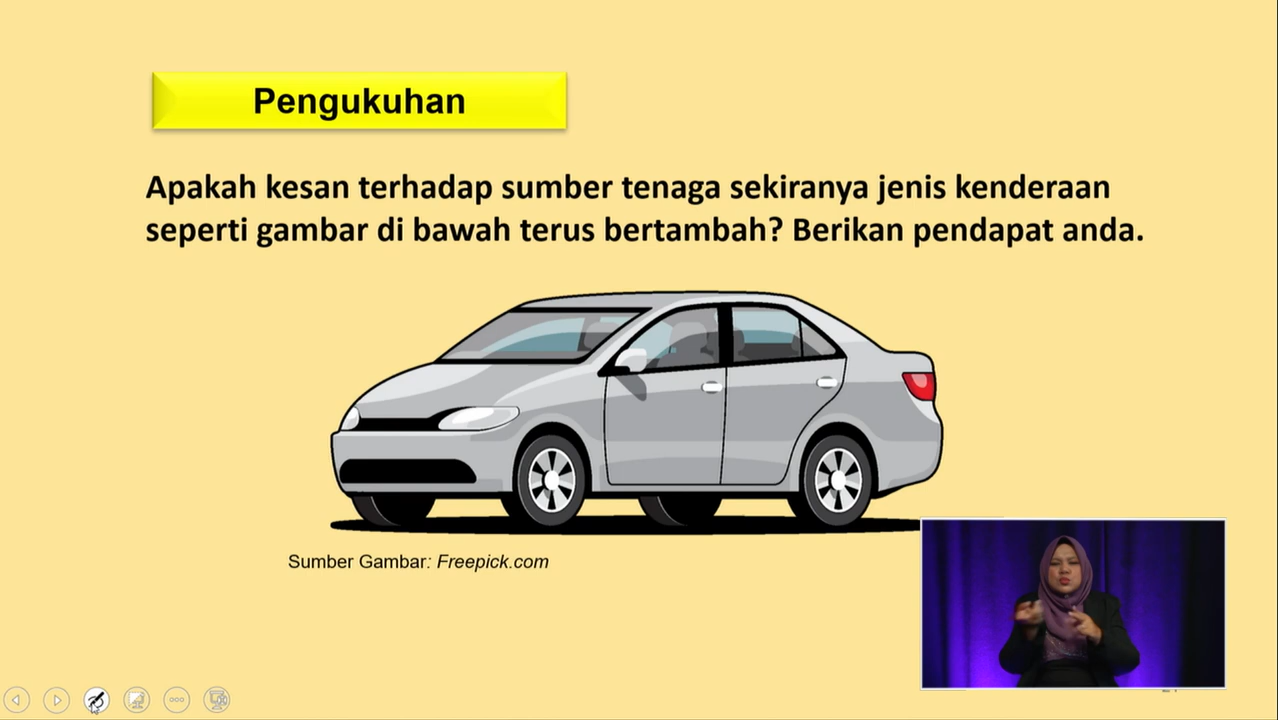 Pengukuhan
Apakah kesan terhadap sumber tenaga sekiranya jenis kenderaan
seperti gambar di bawah terus bertambah? Berikan pendapat anda.
Sumber Gambar: Freepick.com